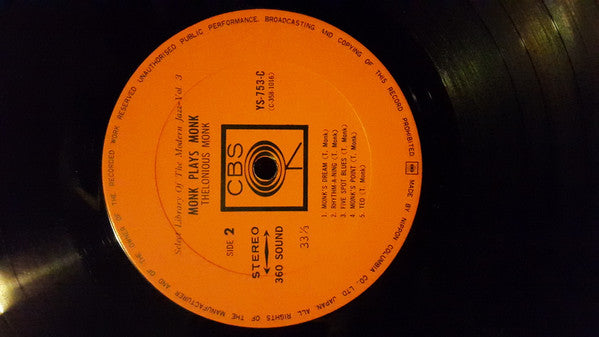 ALL RIGHTS OF THE MANUFACTURER AND OF THE OWNER OF THE RECORDED WORK RESERVED UNAUTHORISED PUBLIC PERFORMANCE, BROADCASTING AND COPYING OF THIS RECORD PROHIBITED
Select Library Of The Modern Jazz-Vol. 3
MONK PLAYS MONK
THELONIOUS MONK
CBS
YS-753-C
SIDE 2
STEREO
360 SOUND
33⅓
1. MONK'S DREAM (T. Monk)
2. RHYTHM-A-NING (T. Monk)
3. FIVE SPOT BLUES (T. Monk)
4. MONK'S POINT (T. Monk)
5. TEO (T. Monk)
MADE BY NIPPON COLUMBIA CO., LTD. JAPAN